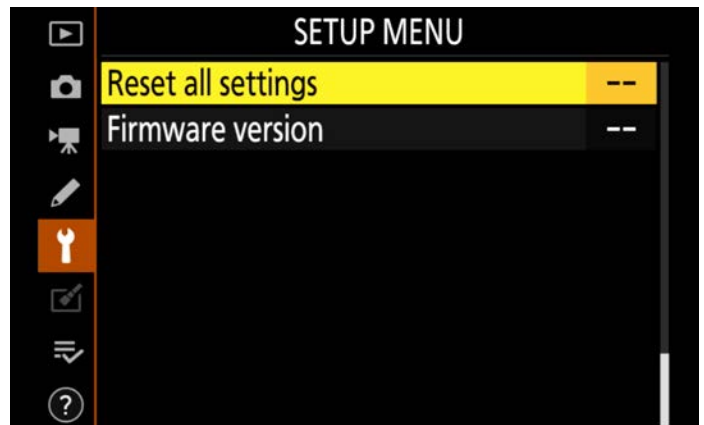 SETUP MENU
Reset all settings --
Firmware version --
?